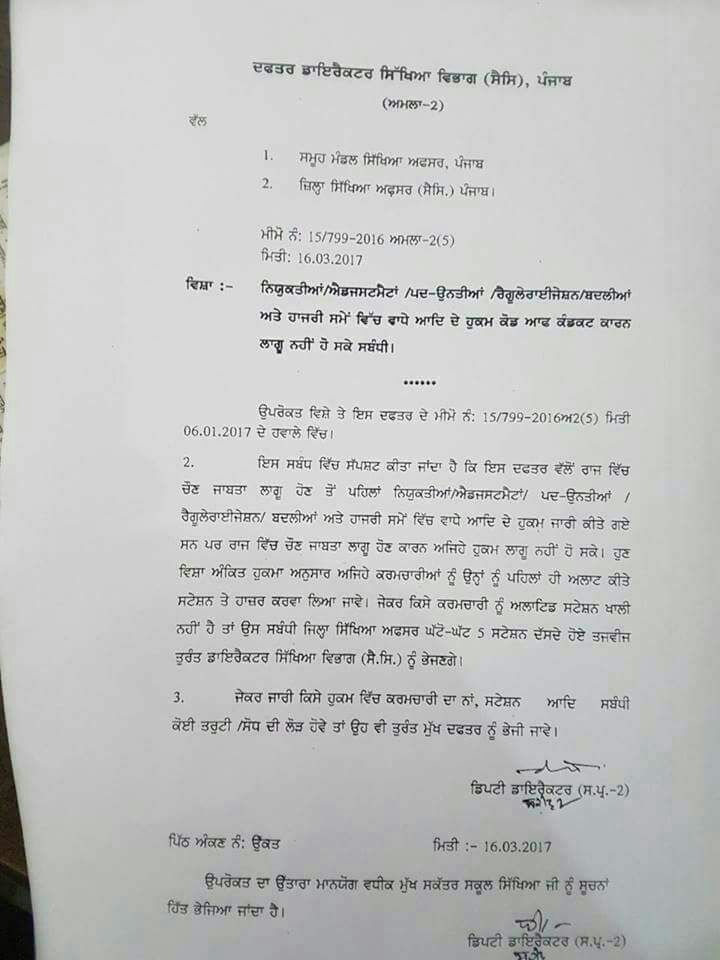 ਦਫਤਰ ਡਾਇਰੈਕਟਰ ਸਿੱਖਿਆ ਵਿਭਾਗ (ਸੈਸਿ), ਪੰਜਾਬ
(ਅਮਲਾ-2)
ਵੱਲ
1. ਸਮੂਹ ਮੰਡਲ ਸਿੱਖਿਆ ਅਫਸਰ, ਪੰਜਾਬ
2. ਜ਼ਿਲ੍ਹਾ ਸਿੱਖਿਆ ਅਫ਼ਸਰ (ਸੈਸਿ.) ਪੰਜਾਬ।
ਮੀਮੋ ਨੰ: 15/799-2016 ਅਮਲਾ-2(5)
ਮਿਤੀ: 16.03.2017
ਵਿਸ਼ਾ :- ਨਿਯੁਕਤੀਆਂ/ਐਡਜਸਟਮੈਟਾਂ /ਪਦ-ਉਨਤੀਆਂ /ਰੈਗੂਲੇਰਾਈਜੇਸ਼ਨ/ਬਦਲੀਆਂ
ਅਤੇ ਹਾਜਰੀ ਸਮੇਂ ਵਿੱਚ ਵਾਧੇ ਆਦਿ ਦੇ ਹੁਕਮ ਕੋਡ ਆਫ ਕੰਡਕਟ ਕਾਰਨ
ਲਾਗੂ ਨਹੀਂ ਹੋ ਸਕੇ ਸਬੰਧੀ।
••••••
ਉਪਰੋਕਤ ਵਿਸ਼ੇ ਤੇ ਇਸ ਦਫਤਰ ਦੇ ਮੀਮੋ ਨੰ: 15/799-2016ਅ2(5) ਮਿਤੀ
06.01.2017 ਦੇ ਹਵਾਲੇ ਵਿੱਚ।
2. ਇਸ ਸਬੰਧ ਵਿੱਚ ਸੱਪਸ਼ਟ ਕੀਤਾ ਜਾਂਦਾ ਹੈ ਕਿ ਇਸ ਦਫਤਰ ਵੱਲੋਂ ਰਾਜ ਵਿੱਚ
ਚੌਣ ਜਾਬਤਾ ਲਾਗੂ ਹੋਣ ਤੋਂ ਪਹਿਲਾਂ ਨਿਯੁਕਤੀਆਂ/ਐਡਜਸਟਮੈਟਾਂ/ ਪਦ-ਉਨਤੀਆਂ /
ਰੈਗੂਲੇਰਾਈਜੇਸ਼ਨ/ ਬਦਲੀਆਂ ਅਤੇ ਹਾਜਰੀ ਸਮੇਂ ਵਿੱਚ ਵਾਧੇ ਆਦਿ ਦੇ ਹੁਕਮ ਜਾਰੀ ਕੀਤੇ ਗਏ
ਸਨ ਪਰ ਰਾਜ ਵਿੱਚ ਚੌਣ ਜਾਬਤਾ ਲਾਗੂ ਹੋਣ ਕਾਰਨ ਅਜਿਹੇ ਹੁਕਮ ਲਾਗੂ ਨਹੀਂ ਹੋ ਸਕੇ। ਹੁਣ
ਵਿਸ਼ਾ ਅੰਕਿਤ ਹੁਕਮਾ ਅਨੁਸਾਰ ਅਜਿਹੇ ਕਰਮਚਾਰੀਆਂ ਨੂੰ ਉਨ੍ਹਾਂ ਨੂੰ ਪਹਿਲਾਂ ਹੀ ਅਲਾਟ ਕੀਤੇ
ਸਟੇਸ਼ਨ ਤੇ ਹਾਜ਼ਰ ਕਰਵਾ ਲਿਆ ਜਾਵੇ। ਜੇਕਰ ਕਿਸੇ ਕਰਮਚਾਰੀ ਨੂੰ ਅਲਾਟਿਡ ਸਟੇਸ਼ਨ ਖਾਲੀ
ਨਹੀਂ ਹੈ ਤਾਂ ਉਸ ਸਬੰਧੀ ਜਿਲ੍ਹਾ ਸਿੱਖਿਆ ਅਫਸਰ ਘੱਟੋ-ਘੱਟ 5 ਸਟੇਸ਼ਨ ਦੱਸਦੇ ਹੋਏ ਤਜਵੀਜ
ਤੁਰੰਤ ਡਾਇਰੈਕਟਰ ਸਿੱਖਿਆ ਵਿਭਾਗ (ਸੈ.ਸਿ.) ਨੂੰ ਭੇਜਣਗੇ।
3. ਜੇਕਰ ਜਾਰੀ ਕਿਸੇ ਹੁਕਮ ਵਿੱਚ ਕਰਮਚਾਰੀ ਦਾ ਨਾਂ, ਸਟੇਸ਼ਨ ਆਦਿ ਸਬੰਧੀ
ਕੋਈ ਤਰੁਟੀ /ਸੋਧ ਦੀ ਲੋੜ ਹੋਵੇ ਤਾਂ ਉਹ ਵੀ ਤੁਰੰਤ ਮੁੱਖ ਦਫਤਰ ਨੂੰ ਭੇਜੀ ਜਾਵੇ।
ਡਿਪਟੀ ਡਾਇਰੈਕਟਰ (ਸ.ਪ੍ਰ.-2)
ਪਿੱਠ ਅੰਕਣ ਨੰ: ਉਕਤ ਮਿਤੀ :- 16.03.2017
ਉਪਰੋਕਤ ਦਾ ਉਤਾਰਾ ਮਾਨਯੋਗ ਵਧੀਕ ਮੁੱਖ ਸਕੱਤਰ ਸਕੂਲ ਸਿੱਖਿਆ ਜੀ ਨੂੰ ਸੂਚਨਾਂ
ਹਿੱਤ ਭੇਜਿਆ ਜਾਂਦਾ ਹੈ।
ਡਿਪਟੀ ਡਾਇਰੈਕਟਰ (ਸ.ਪ੍ਰ.-2)